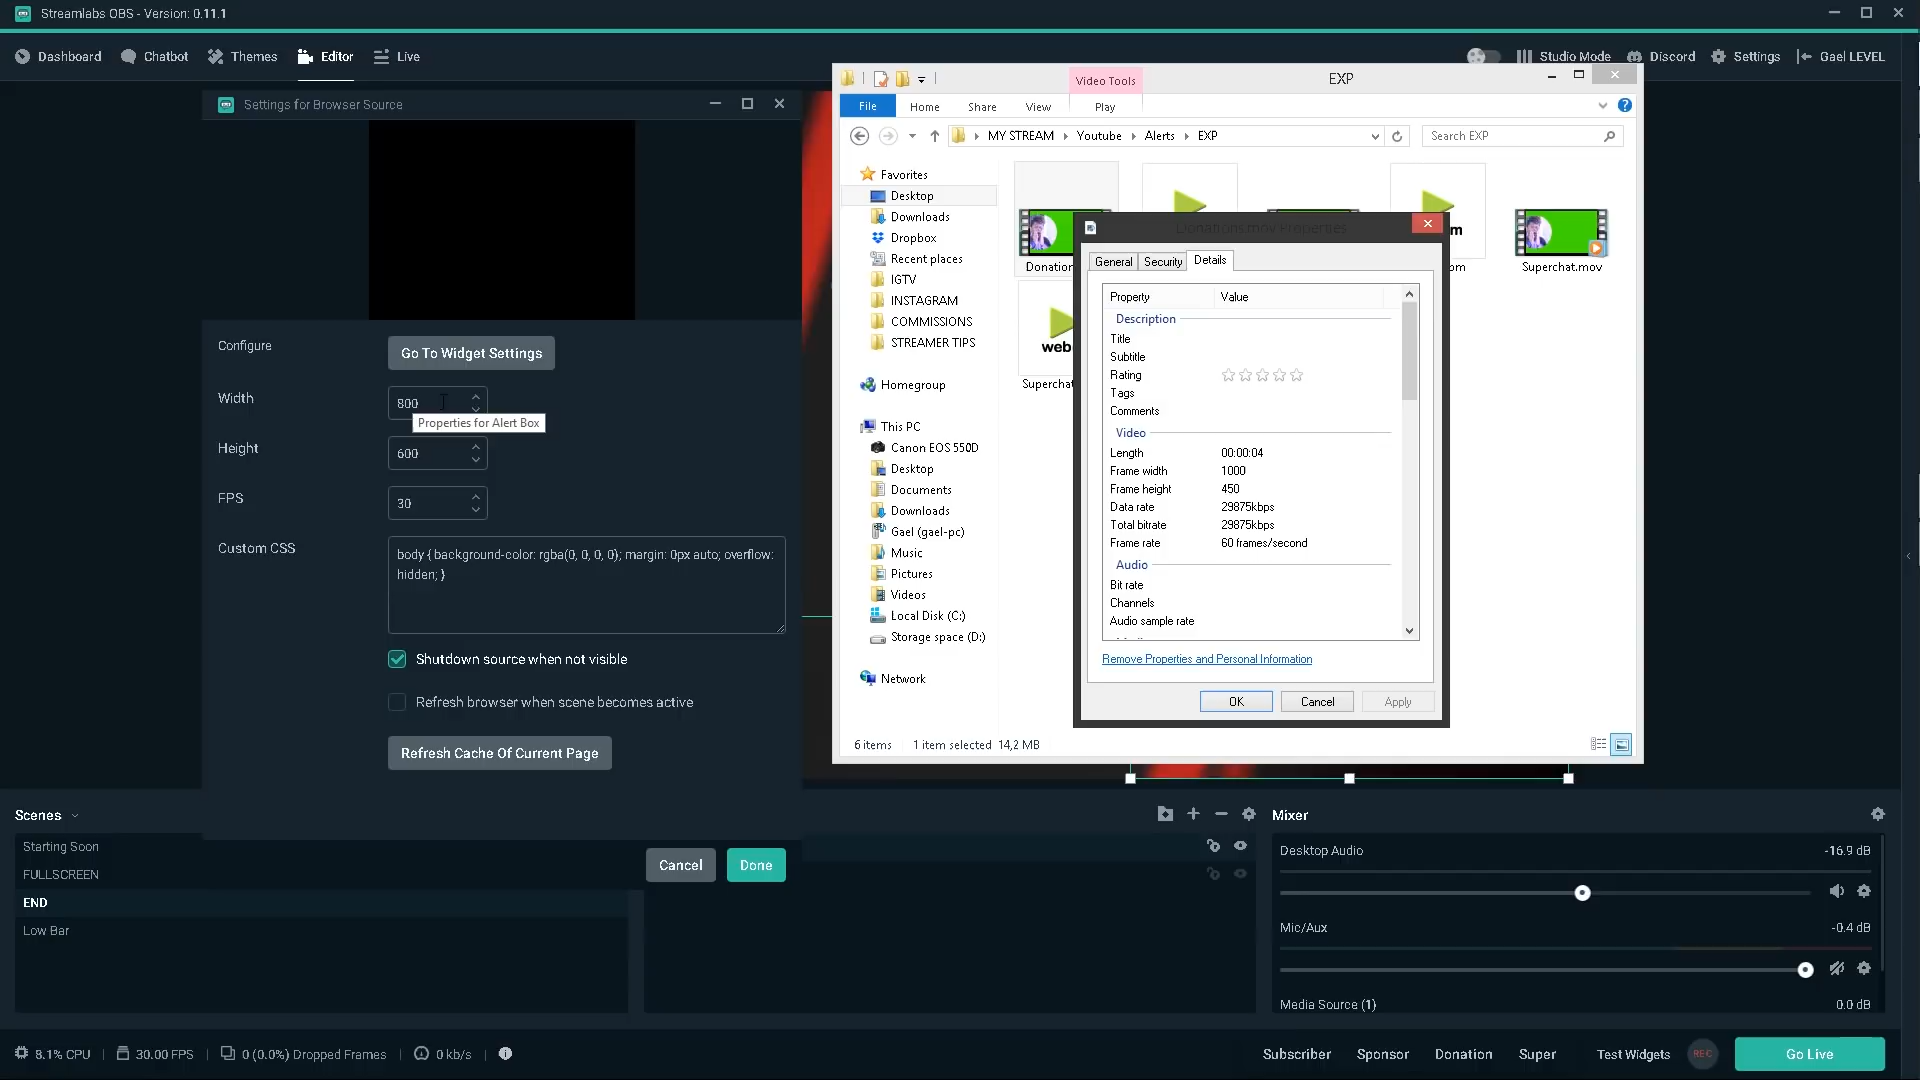 Streamlabs OBS - Version: 0.11.1
Dashboard
Chatbot
Themes
Editor
Live
Studio Mode
Discord
Settings
Gael LEVEL
Settings for Browser Source
Configure
Go To Widget Settings
Width
800
Properties for Alert Box
Height
600
FPS
30
Custom CSS
body { background-color: rgba(0, 0, 0, 0); margin: 0px auto; overflow:
hidden; }
Shutdown source when not visible
Refresh browser when scene becomes active
Refresh Cache Of Current Page
Cancel
Done
Video Tools
EXP
File
Home
Share
View
Play
MY STREAM
Youtube
Alerts
EXP
Search EXP
Favorites
Desktop
Downloads
Dropbox
Recent places
IGTV
INSTAGRAM
COMMISSIONS
STREAMER TIPS
Homegroup
This PC
Canon EOS 550D
Desktop
Documents
Downloads
Gael (gael-pc)
Music
Pictures
Videos
Local Disk (C:)
Storage space (D:)
Network
Donation
Superchat.mov
web
Superchat
6 items
1 item selected 14,2 MB
Donations.mov Properties
General
Security
Details
Property
Value
Description
Title
Subtitle
Rating
Tags
Comments
Video
Length 00:00:04
Frame width 1000
Frame height 450
Data rate 29875kbps
Total bitrate 29875kbps
Frame rate 60 frames/second
Audio
Bit rate
Channels
Audio sample rate
Remove Properties and Personal Information
OK
Cancel
Apply
Scenes
Starting Soon
FULLSCREEN
END
Low Bar
Mixer
Desktop Audio
-16.9 dB
Mic/Aux
-0.4 dB
Media Source (1)
0.0 dB
8.1% CPU
30.00 FPS
0 (0.0%) Dropped Frames
0 kb/s
Subscriber
Sponsor
Donation
Super
Test Widgets
REC
Go Live